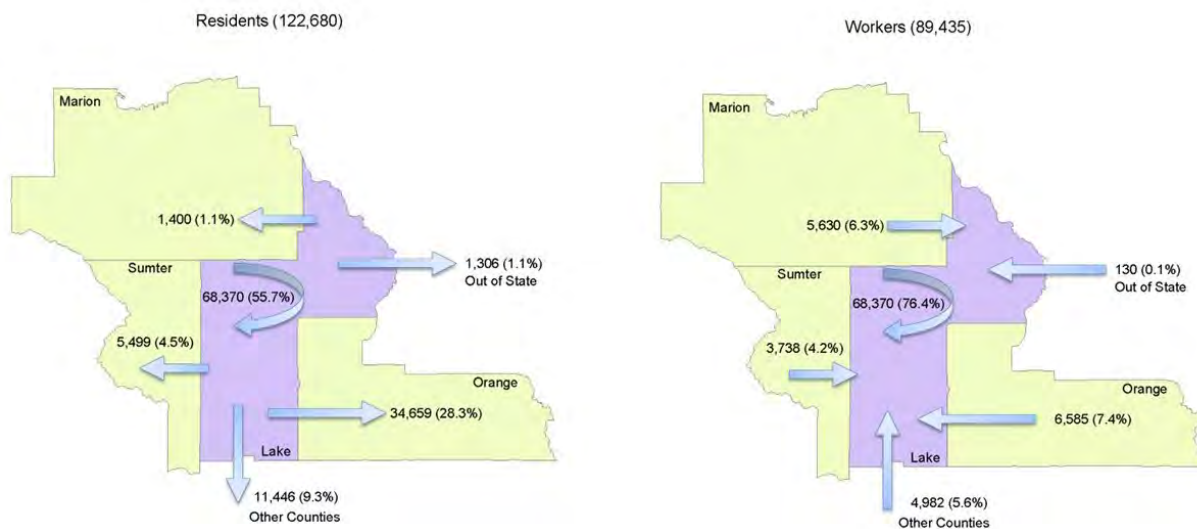 Residents (122,680)
Marion
1,400 (1.1%)
1,306 (1.1%)
Out of State
Sumter
68,370 (55.7%)
5,499 (4.5%)
Orange
34,659 (28.3%)
Lake
11,446 (9.3%)
Other Counties
Workers (89,435)
Marion
5,630 (6.3%)
130 (0.1%)
Out of State
Sumter
68,370 (76.4%)
3,738 (4.2%)
Orange
6,585 (7.4%)
Lake
4,982 (5.6%)
Other Counties